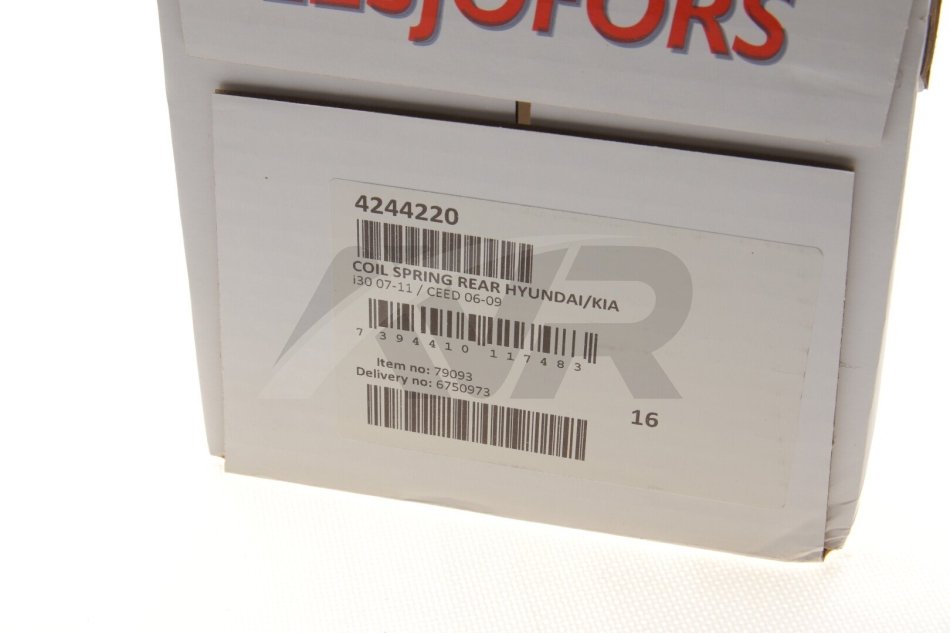 LESJÖFORS
4244220
COIL SPRING REAR HYUNDAI/KIA
i30 07-11 / CEED 06-09
7 394410 117483
Item no: 79093
Delivery no: 6750973
16